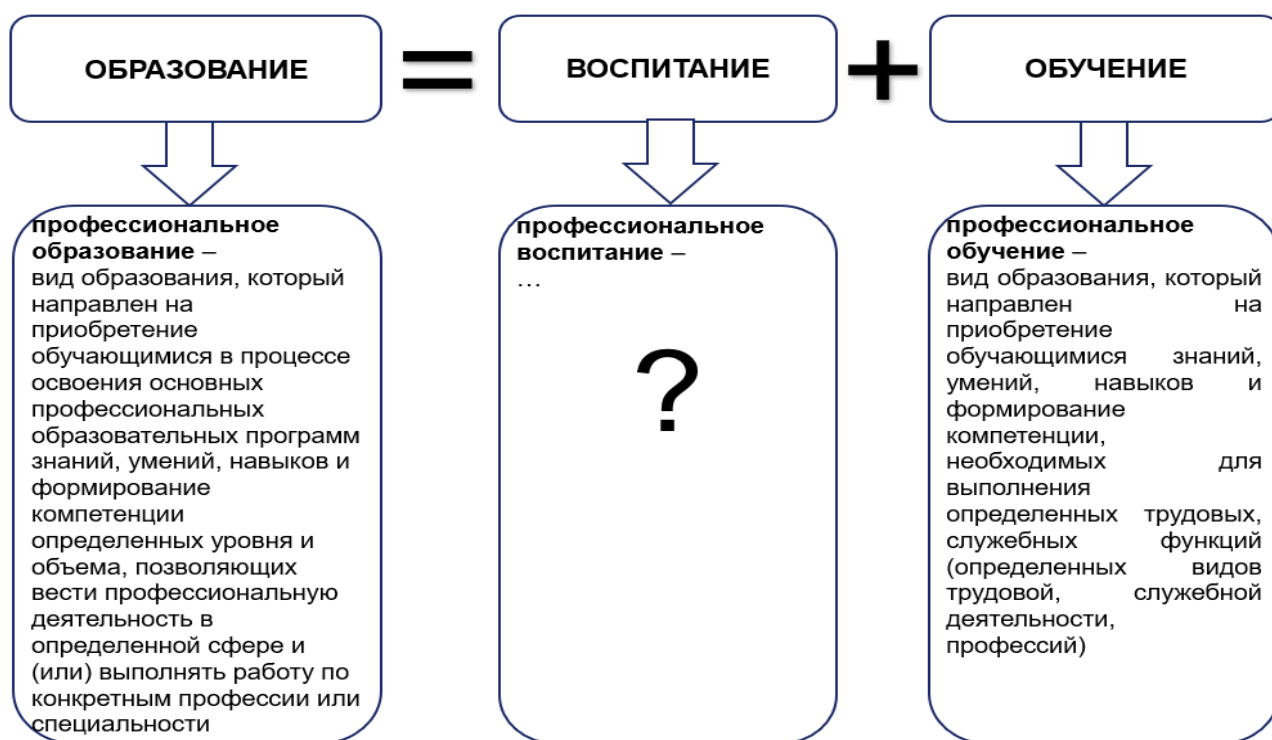 ОБРАЗОВАНИЕ
=
ВОСПИТАНИЕ
+
ОБУЧЕНИЕ
профессиональное
образование –
вид образования, который
направлен на
приобретение
обучающимися в процессе
освоения основных
профессиональных
образовательных программ
знаний, умений, навыков и
формирование
компетенции
определенных уровня и
объема, позволяющих
вести профессиональную
деятельность в
определенной сфере и
(или) выполнять работу по
конкретным профессии или
специальности
профессиональное
воспитание –
…
?
профессиональное
обучение –
вид образования, который
направлен на
приобретение
обучающимися знаний,
умений, навыков и
формирование
компетенции,
необходимых для
выполнения
определенных трудовых,
служебных функций
(определенных видов
трудовой, служебной
деятельности,
профессий)